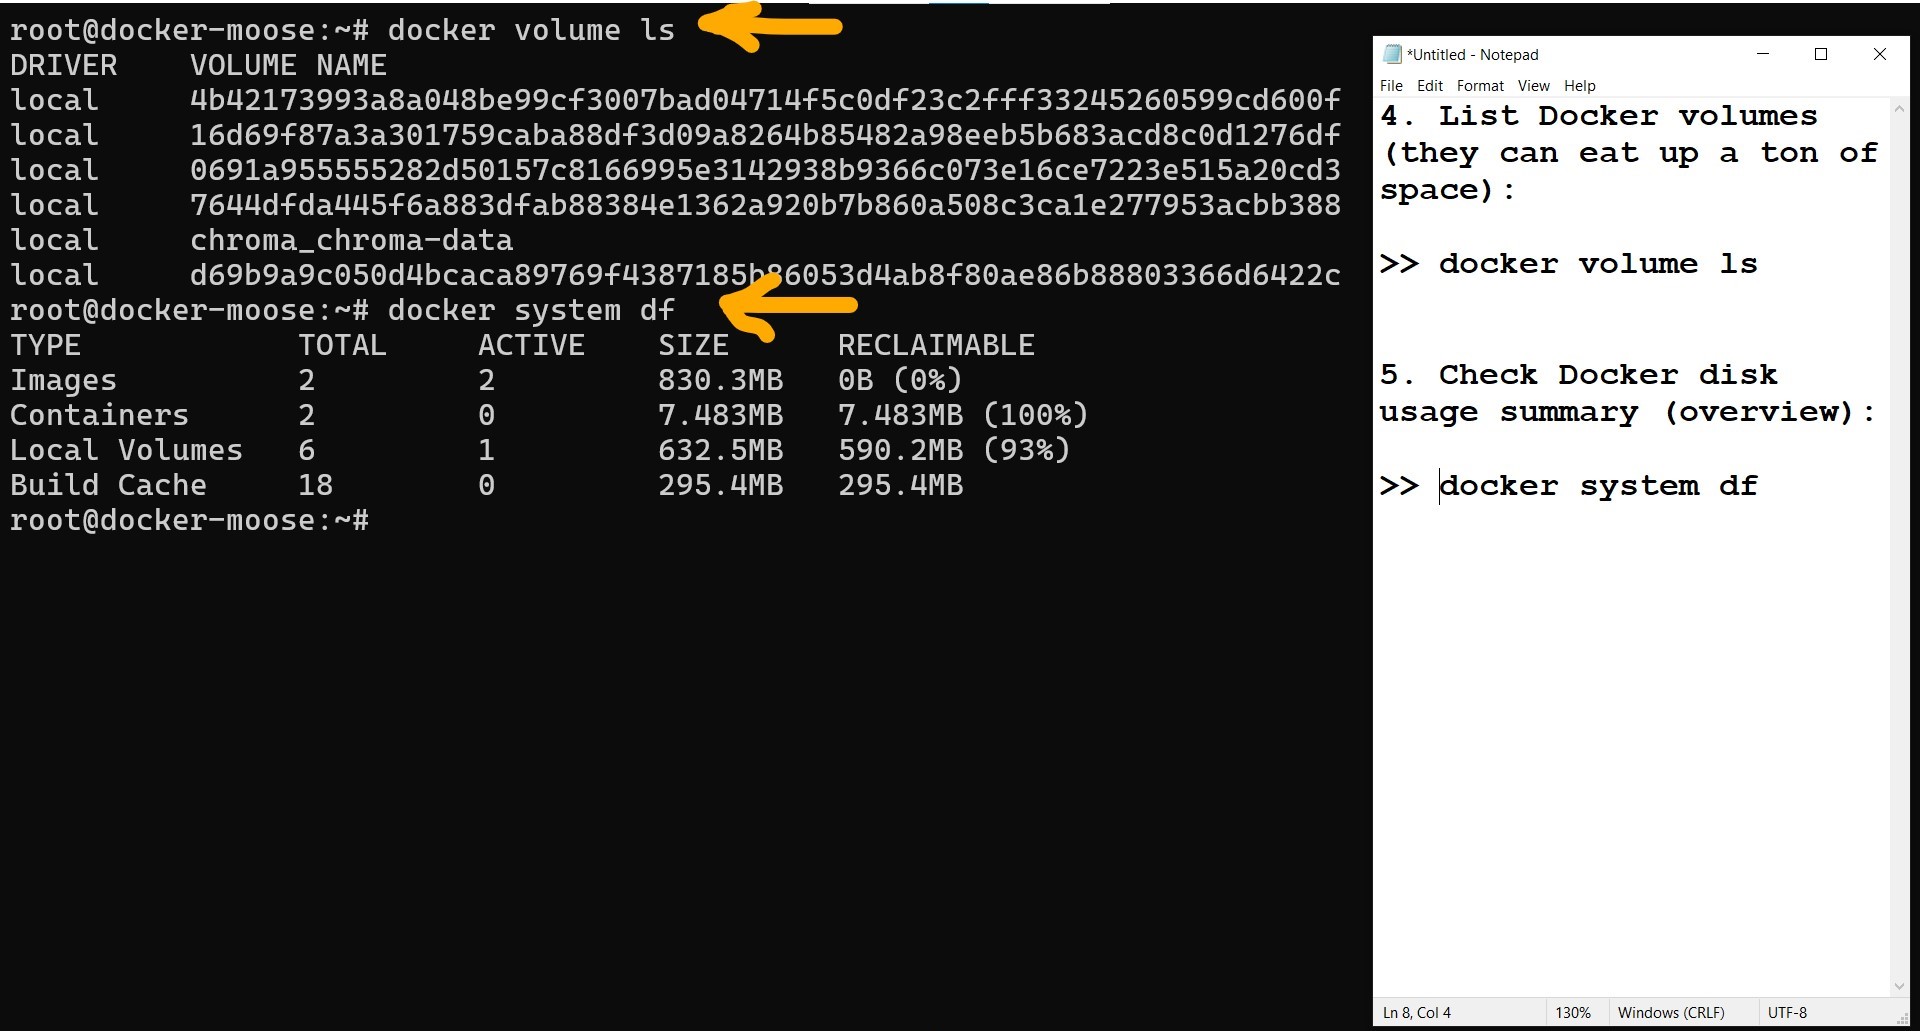 root@docker-moose:~# docker volume ls
DRIVER    VOLUME NAME
local     4b42173993a8a048be99cf3007bad04714f5c0df23c2fff33245260599cd600f
local     16d69f87a3a301759caba88df3d09a8264b85482a98eeb5b683acd8c0d1276df
local     0691a955555282d50157c8166995e3142938b9366c073e16ce7223e515a20cd3
local     7644dfda445f6a883dfab88384e1362a920b7b860a508c3ca1e277953acbb388
local     chroma_chroma-data
local     d69b9a9c050d4bcaca89769f4387185b86053d4ab8f80ae86b88803366d6422c
root@docker-moose:~# docker system df
TYPE            TOTAL     ACTIVE    SIZE      RECLAIMABLE
Images          2         2         830.3MB   0B (0%)
Containers      2         0         7.483MB   7.483MB (100%)
Local Volumes   6         1         632.5MB   590.2MB (93%)
Build Cache     18        0         295.4MB   295.4MB
root@docker-moose:~#
*Untitled - Notepad
File Edit Format View Help
4. List Docker volumes
(they can eat up a ton of
space):
>> docker volume ls
5. Check Docker disk
usage summary (overview):
>> docker system df
Ln 8, Col 4 130% Windows (CRLF) UTF-8